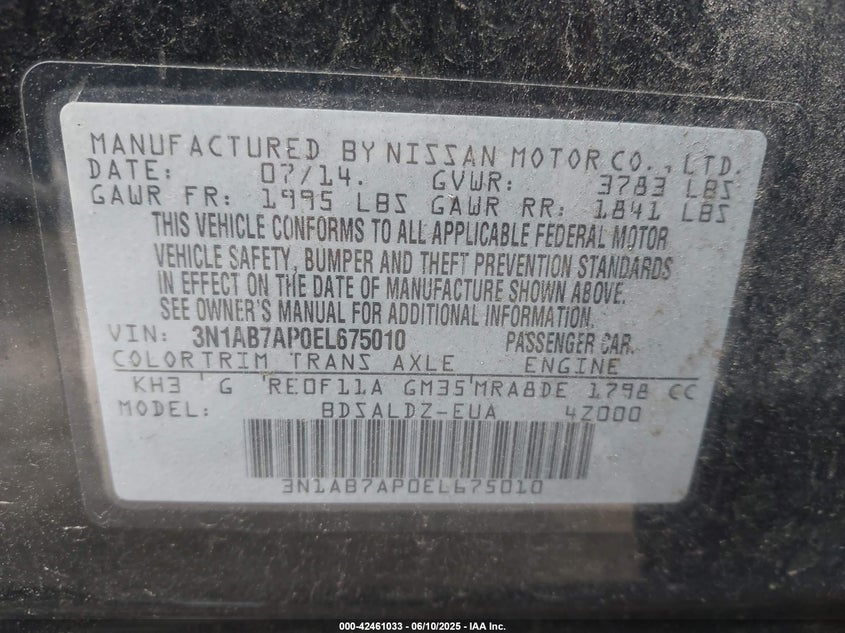 MANUFACTURED BY NISSAN MOTOR CO., LTD.
DATE: 07/14. GVWR: 3783 LBS
GAWR FR: 1995 LBS GAWR RR: 1841 LBS
THIS VEHICLE CONFORMS TO ALL APPLICABLE FEDERAL MOTOR
VEHICLE SAFETY, BUMPER AND THEFT PREVENTION STANDARDS
IN EFFECT ON THE DATE OF MANUFACTURE SHOWN ABOVE.
SEE OWNER'S MANUAL FOR ADDITIONAL INFORMATION.
VIN: 3N1AB7AP0EL675010 PASSENGER CAR.
COLORTRIM TRANS AXLE ENGINE
KH3 G RE0F11A GM35 MRA8DE 1798 CC
MODEL: BDSALDZ-EUA 4Z000
3N1AB7AP0EL675010
000-42461033 - 06/10/2025 - IAA Inc.